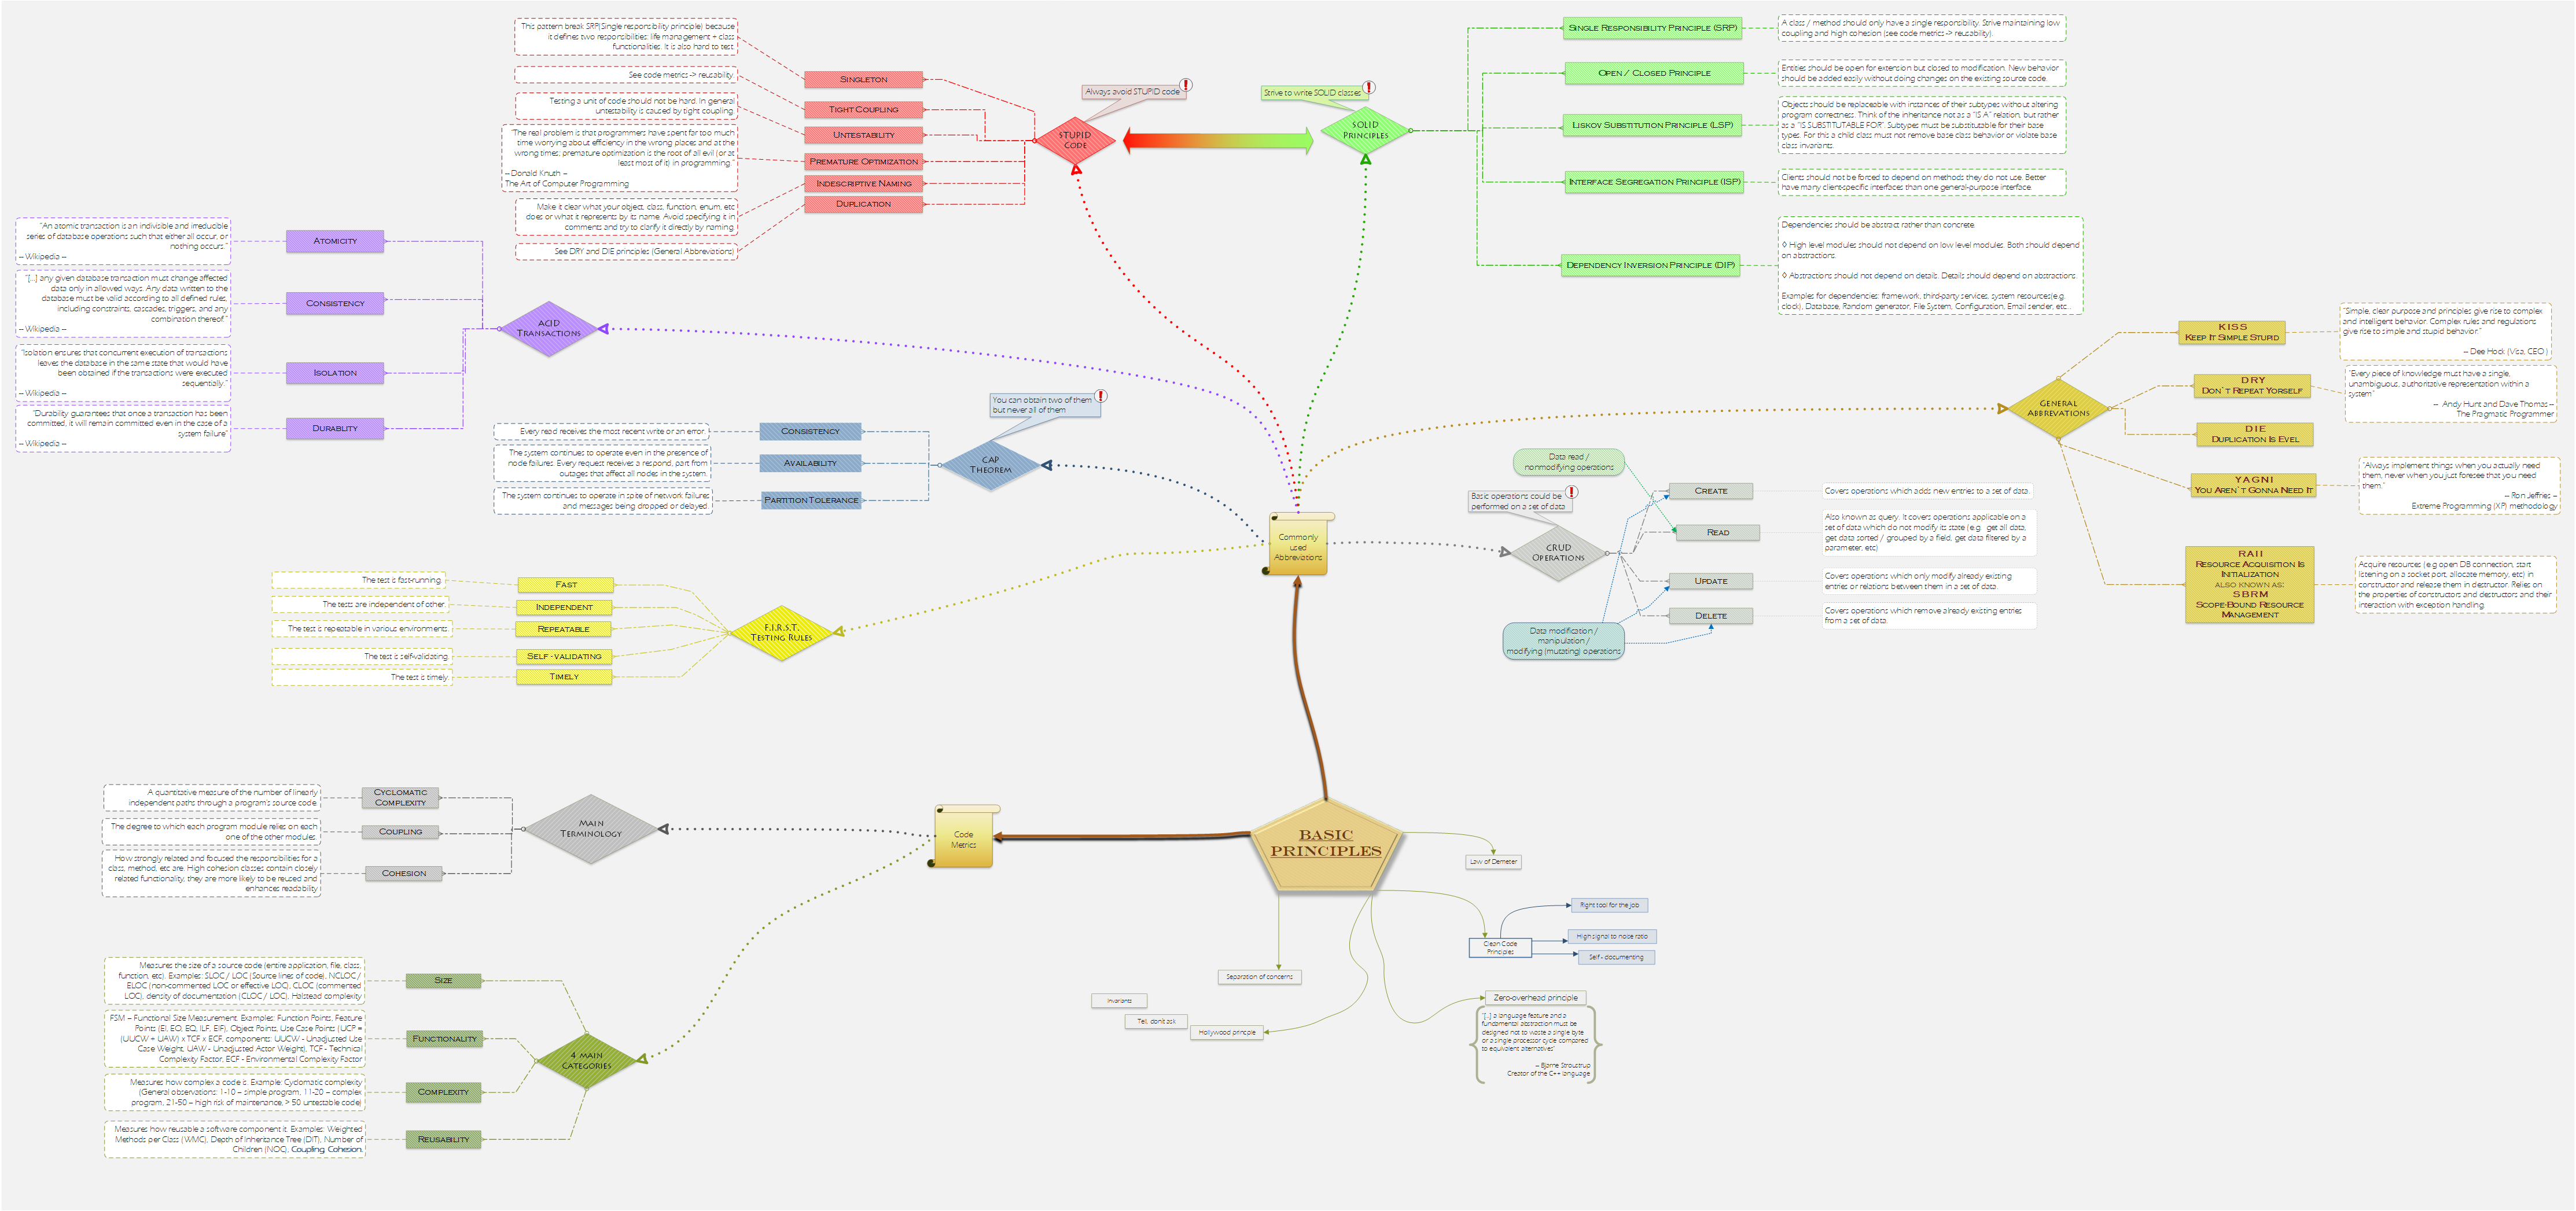 This pattern break SRP(Single responsibility principle) because
it defines two responsibilities: life management + class
functionalities. It is also hard to test.
See code metrics -> reusability.
Testing a unit of code should not be hard. In general
untestability is caused by tight coupling.
"The real problem is that programmers have spent far too much
time worrying about efficiency in the wrong places and at the
wrong times; premature optimization is the root of all evil (or at
least most of it) in programming."
-- Donald Knuth --
The Art of Computer Programming
Make it clear what your object, class, function, enum, etc
does or what it represents by its name. Avoid specifying it in
comments and try to clarify it directly by naming.
See DRY and DIE principles (General Abbreviations)
SINGLETON
TIGHT COUPLING
UNTESTABILITY
PREMATURE OPTIMIZATION
INDESCRIPTIVE NAMING
DUPLICATION
Always avoid STUPID code
STUPID
CODE
Strive to write SOLID classes
SOLID
PRINCIPLES
SINGLE RESPONSIBILITY PRINCIPLE (SRP)
A class / method should only have a single responsibility. Strive maintaining low
coupling and high cohesion (see code metrics -> reusability).
OPEN / CLOSED PRINCIPLE
Entities should be open for extension but closed to modification. New behavior
should be added easily without doing changes on the existing source code.
LISKOV SUBSTITUTION PRINCIPLE (LSP)
Objects should be replaceable with instances of their subtypes without altering
program correctness. Think of the inheritance not as a "IS A" relation, but rather
as a "IS SUBSTITUTABLE FOR". Subtypes must be substitutable for their base
types. For this a child class must not remove base class behavior or violate base
class invariants.
INTERFACE SEGREGATION PRINCIPLE (ISP)
Clients should not be forced to depend on methods they do not use. Better
have many client-specific interfaces than one general-purpose interface.
DEPENDENCY INVERSION PRINCIPLE (DIP)
Dependencies should be abstract rather than concrete.
◊ High level modules should not depend on low level modules. Both should depend
on abstractions.
◊ Abstractions should not depend on details. Details should depend on abstractions.
Examples for dependencies: framework, third-party services, system resources(e.g.
clock), Database, Random generator, File System, Configuration, Email sender, etc...
"An atomic transaction is an indivisible and irreducible
series of database operations such that either all occur, or
nothing occurs."
-- Wikipedia --
ATOMICITY
"[...] any given database transaction must change affected
data only in allowed ways. Any data written to the
database must be valid according to all defined rules,
including constraints, cascades, triggers, and any
combination thereof."
-- Wikipedia --
CONSISTENCY
"Isolation ensures that concurrent execution of transactions
leaves the database in the same state that would have
been obtained if the transactions were executed
sequentially."
-- Wikipedia --
ISOLATION
"Durability guarantees that once a transaction has been
committed, it will remain committed even in the case of a
system failure"
-- Wikipedia --
DURABLITY
ACID
TRANSACTIONS
You can obtain two of them
but never all of them
CAP
THEOREM
Every read receives the most recent write or an error.
CONSISTENCY
The system continues to operate even in the presence of
node failures. Every request receives a respond, part from
outages that affect all nodes in the system.
AVAILABILITY
The system continues to operate in spite of network failures
and messages being dropped or delayed.
PARTITION TOLERANCE
GENERAL
ABBREVATIONS
KISS
KEEP IT SIMPLE STUPID
"Simple, clear purpose and principles give rise to complex
and intelligent behavior. Complex rules and regulations
give rise to simple and stupid behavior."
-- Dee Hock (Visa, CEO )
DRY
DON`T REPEAT YORSELF
"Every piece of knowledge must have a single,
unambiguous, authoritative representation within a
system"
-- Andy Hunt and Dave Thomas --
The Pragmatic Programmer
DIE
DUPLICATION IS EVEL
YAGNI
YOU AREN`T GONNA NEED IT
"Always implement things when you actually need
them, never when you just foresee that you need
them."
-- Ron Jeffries --
Extreme Programming (XP) methodology
RAII
RESOURCE ACQUISITION IS
INITIALIZATION
ALSO KNOWN AS:
SBRM
SCOPE-BOUND RESOURCE
MANAGEMENT
Acquire resources (e.g open DB connection, start
listening on a socket port, allocate memory, etc) in
constructor and release them in destructor. Relies on
the properties of constructors and destructors and their
interaction with exception handling.
Commonly
used
Abbreviations
Data read /
nonmodifying operations
Basic operations could be
performed on a set of data
CRUD
OPERATIONS
CREATE
Covers operations which adds new entries to a set of data.
READ
Also known as query. It covers operations applicable on a
set of data which do not modify its state (e.g. get all data,
get data sorted / grouped by a field, get data filtered by a
parameter, etc)
UPDATE
Covers operations which only modify already existing
entries or relations between them in a set of data.
DELETE
Covers operations which remove already existing entries
from a set of data.
Data modification /
manipulation /
modifying (mutating) operations
The test is fast-running.
FAST
The tests are independent of other.
INDEPENDENT
The test is repeatable in various environments.
REPEATABLE
The test is self-validating.
SELF - VALIDATING
The test is timely.
TIMELY
F.I.R.S.T.
TESTING RULES
A quantitative measure of the number of linearly
independent paths through a program's source code.
CYCLOMATIC
COMPLEXITY
The degree to which each program module relies on each
one of the other modules.
COUPLING
How strongly related and focused the responsibilities for a
class, method, etc are. High cohesion classes contain closely
related functionality, they are more likely to be reused and
enhances readability
COHESION
MAIN
TERMINOLOGY
Code
Metrics
BASIC
PRINCIPLES
Law of Demeter
Right tool for the job
High signal to noise ratio
Self - documenting
Clean Code
Principles
Separation of concerns
Invariants
Tell, don't ask
Hollywood principle
Zero-overhead principle
"[...] a language feature and a
fundamental abstraction must be
designed not to waste a single byte
or a single processor cycle compared
to equivalent alternatives"
-- Bjarne Stroustrup
Creator of the C++ language
Measures the size of a source code (entire application, file, class,
function, etc). Examples: SLOC / LOC (Source lines of code), NCLOC /
ELOC (non-commented LOC or effective LOC), CLOC (commented
LOC), density of documentation (CLOC / LOC), Halstead complexity
SIZE
FSM – Functional Size Measurement. Examples: Function Points, Feature
Points (EI, EO, EQ, ILF, EIF), Object Points, Use Case Points (UCP =
(UUCW + UAW) x TCF x ECF, components: UUCW - Unadjusted Use
Case Weight, UAW - Unadjusted Actor Weight), TCF - Technical
Complexity Factor, ECF - Environmental Complexity Factor
FUNCTIONALITY
Measures how complex a code is. Example: Cyclomatic complexity
(General observations: 1-10 – simple program, 11-20 – complex
program, 21-50 – high risk of maintenance, > 50 untestable code)
COMPLEXITY
Measures how reusable a software component it. Examples: Weighted
Methods per Class (WMC), Depth of Inheritance Tree (DIT), Number of
Children (NOC), Coupling, Cohesion.
REUSABILITY
4 MAIN
CATEGORIES